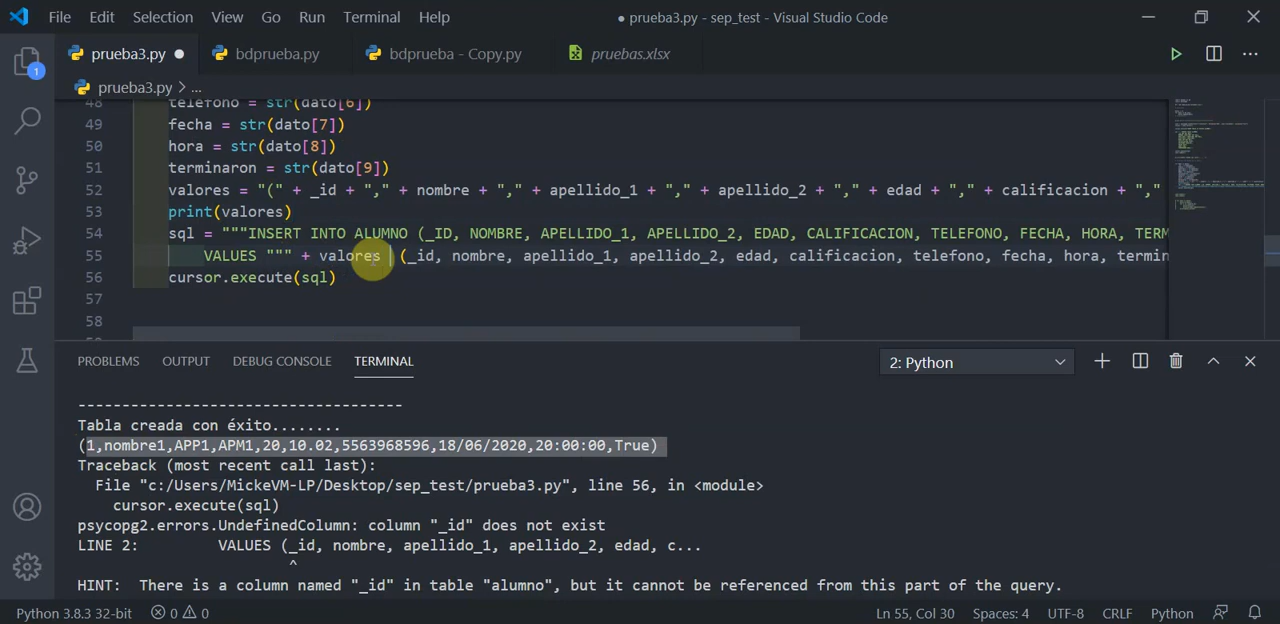 File Edit Selection View Go Run Terminal Help ● prueba3.py - sep_test - Visual Studio Code
prueba3.py ● bdprueba.py bdprueba - Copy.py pruebas.xlsx
1
prueba3.py > ...
48 telefono = str(dato[6])
49 fecha = str(dato[7])
50 hora = str(dato[8])
51 terminaron = str(dato[9])
52 valores = "(" + _id + "," + nombre + "," + apellido_1 + "," + apellido_2 + "," + edad + "," + calificacion + ","
53 print(valores)
54 sql = """INSERT INTO ALUMNO (_ID, NOMBRE, APELLIDO_1, APELLIDO_2, EDAD, CALIFICACION, TELEFONO, FECHA, HORA, TERM
55 VALUES """ + valores (_id, nombre, apellido_1, apellido_2, edad, calificacion, telefono, fecha, hora, termin
56 cursor.execute(sql)
57
58
PROBLEMS OUTPUT DEBUG CONSOLE TERMINAL 2: Python
------------------------------------
Tabla creada con éxito........
(1,nombre1,APP1,APM1,20,10.02,5563968596,18/06/2020,20:00:00,True)
Traceback (most recent call last):
File "c:/Users/MickeVM-LP/Desktop/sep_test/prueba3.py", line 56, in <module>
cursor.execute(sql)
psycopg2.errors.UndefinedColumn: column "_id" does not exist
LINE 2: VALUES (_id, nombre, apellido_1, apellido_2, edad, c...
^
HINT: There is a column named "_id" in table "alumno", but it cannot be referenced from this part of the query.
Python 3.8.3 32-bit 0 0 Ln 55, Col 30 Spaces: 4 UTF-8 CRLF Python